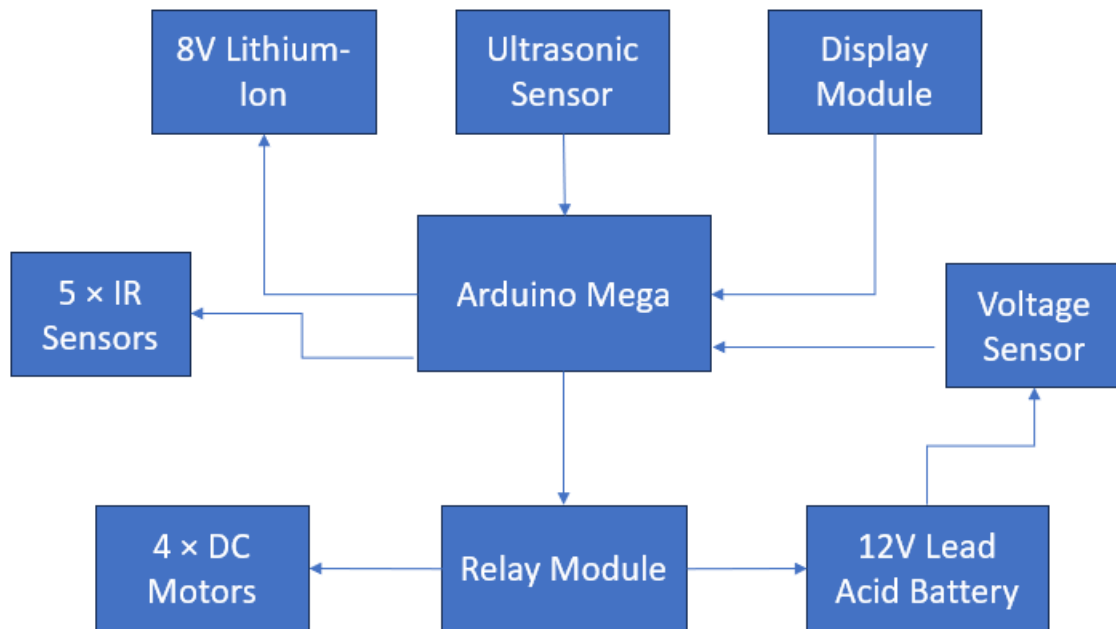 8V Lithium-
Ion
Ultrasonic
Sensor
Display
Module
5 × IR
Sensors
Arduino Mega
Voltage
Sensor
4 × DC
Motors
Relay Module
12V Lead
Acid Battery